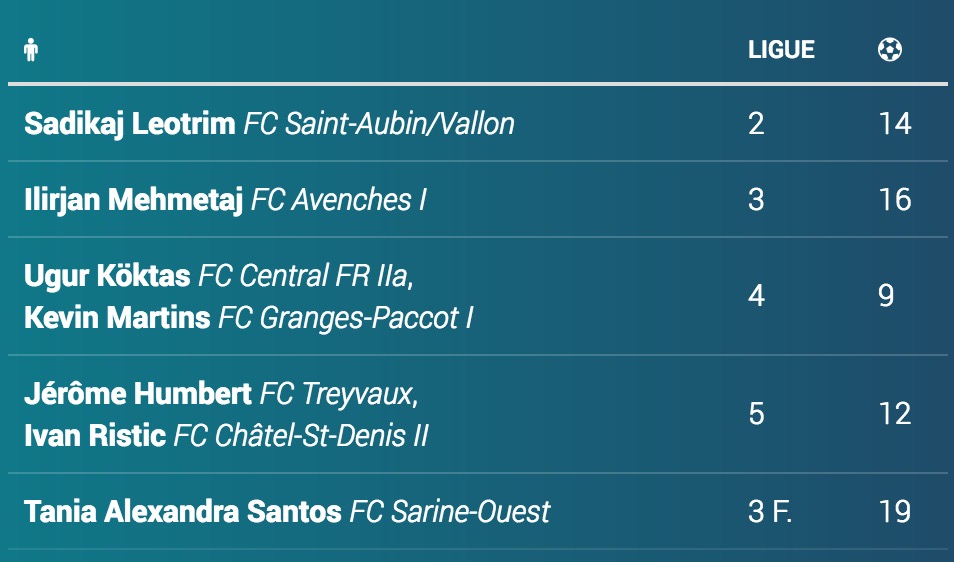 LIGUE
Sadikaj Leotrim FC Saint-Aubin/Vallon 2 14
Ilirjan Mehmetaj FC Avenches I 3 16
Ugur Köktas FC Central FR IIa,
Kevin Martins FC Granges-Paccot I 4 9
Jérôme Humbert FC Treyvaux,
Ivan Ristic FC Châtel-St-Denis II 5 12
Tania Alexandra Santos FC Sarine-Ouest 3 F. 19